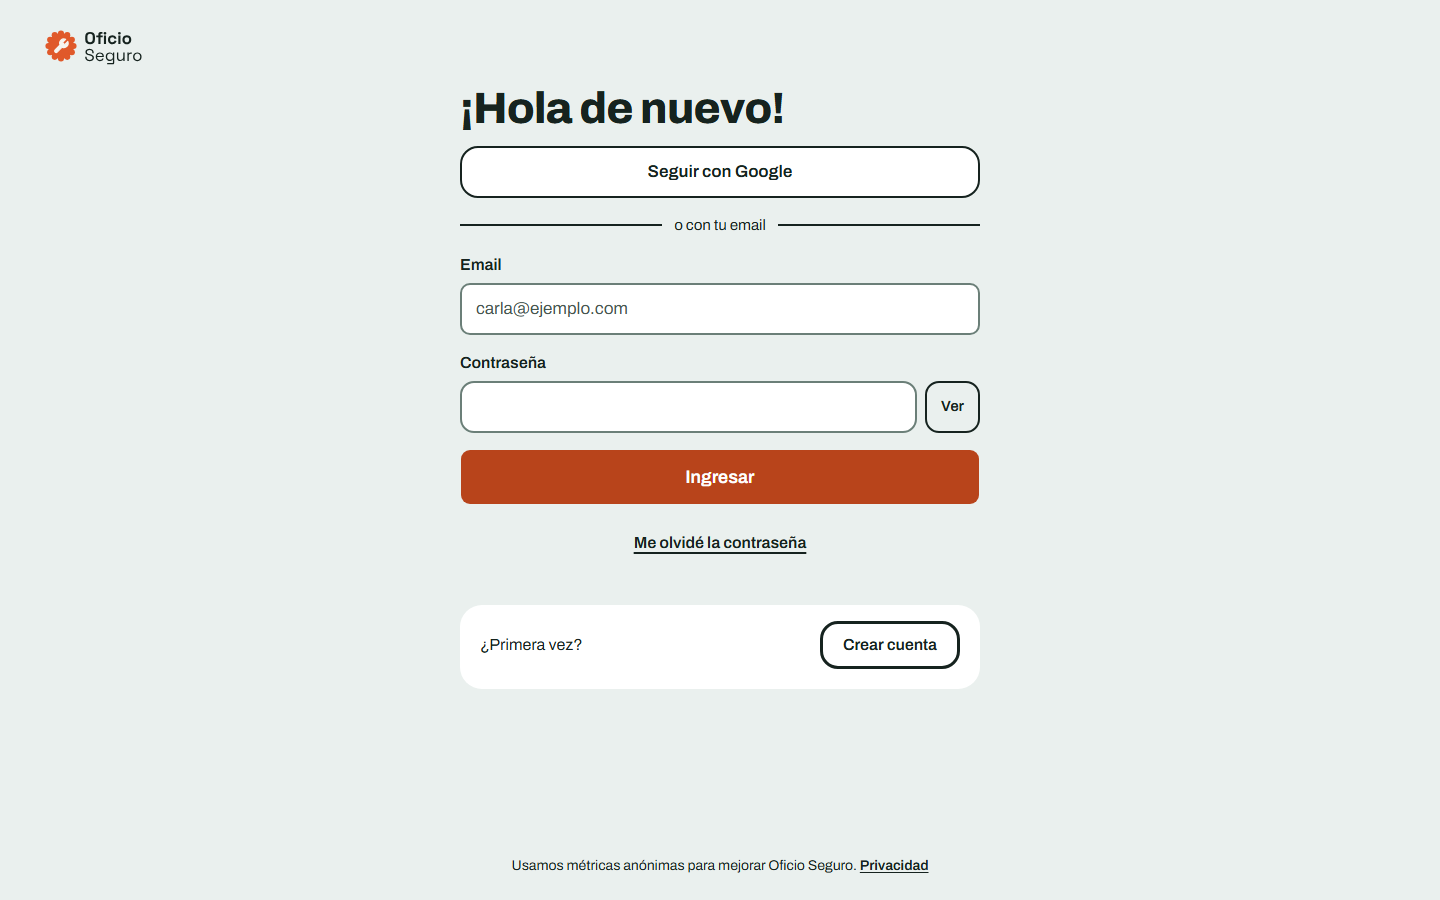 Oficio
Seguro
¡Hola de nuevo!
Seguir con Google
o con tu email
Email
carla@ejemplo.com
Contraseña
Ver
Ingresar
Me olvidé la contraseña
¿Primera vez?
Crear cuenta
Usamos métricas anónimas para mejorar Oficio Seguro. Privacidad